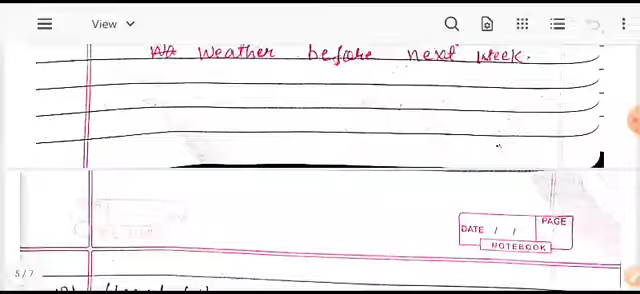 View
weather before next week.
DATE / / PAGE
NOTEBOOK
5/7